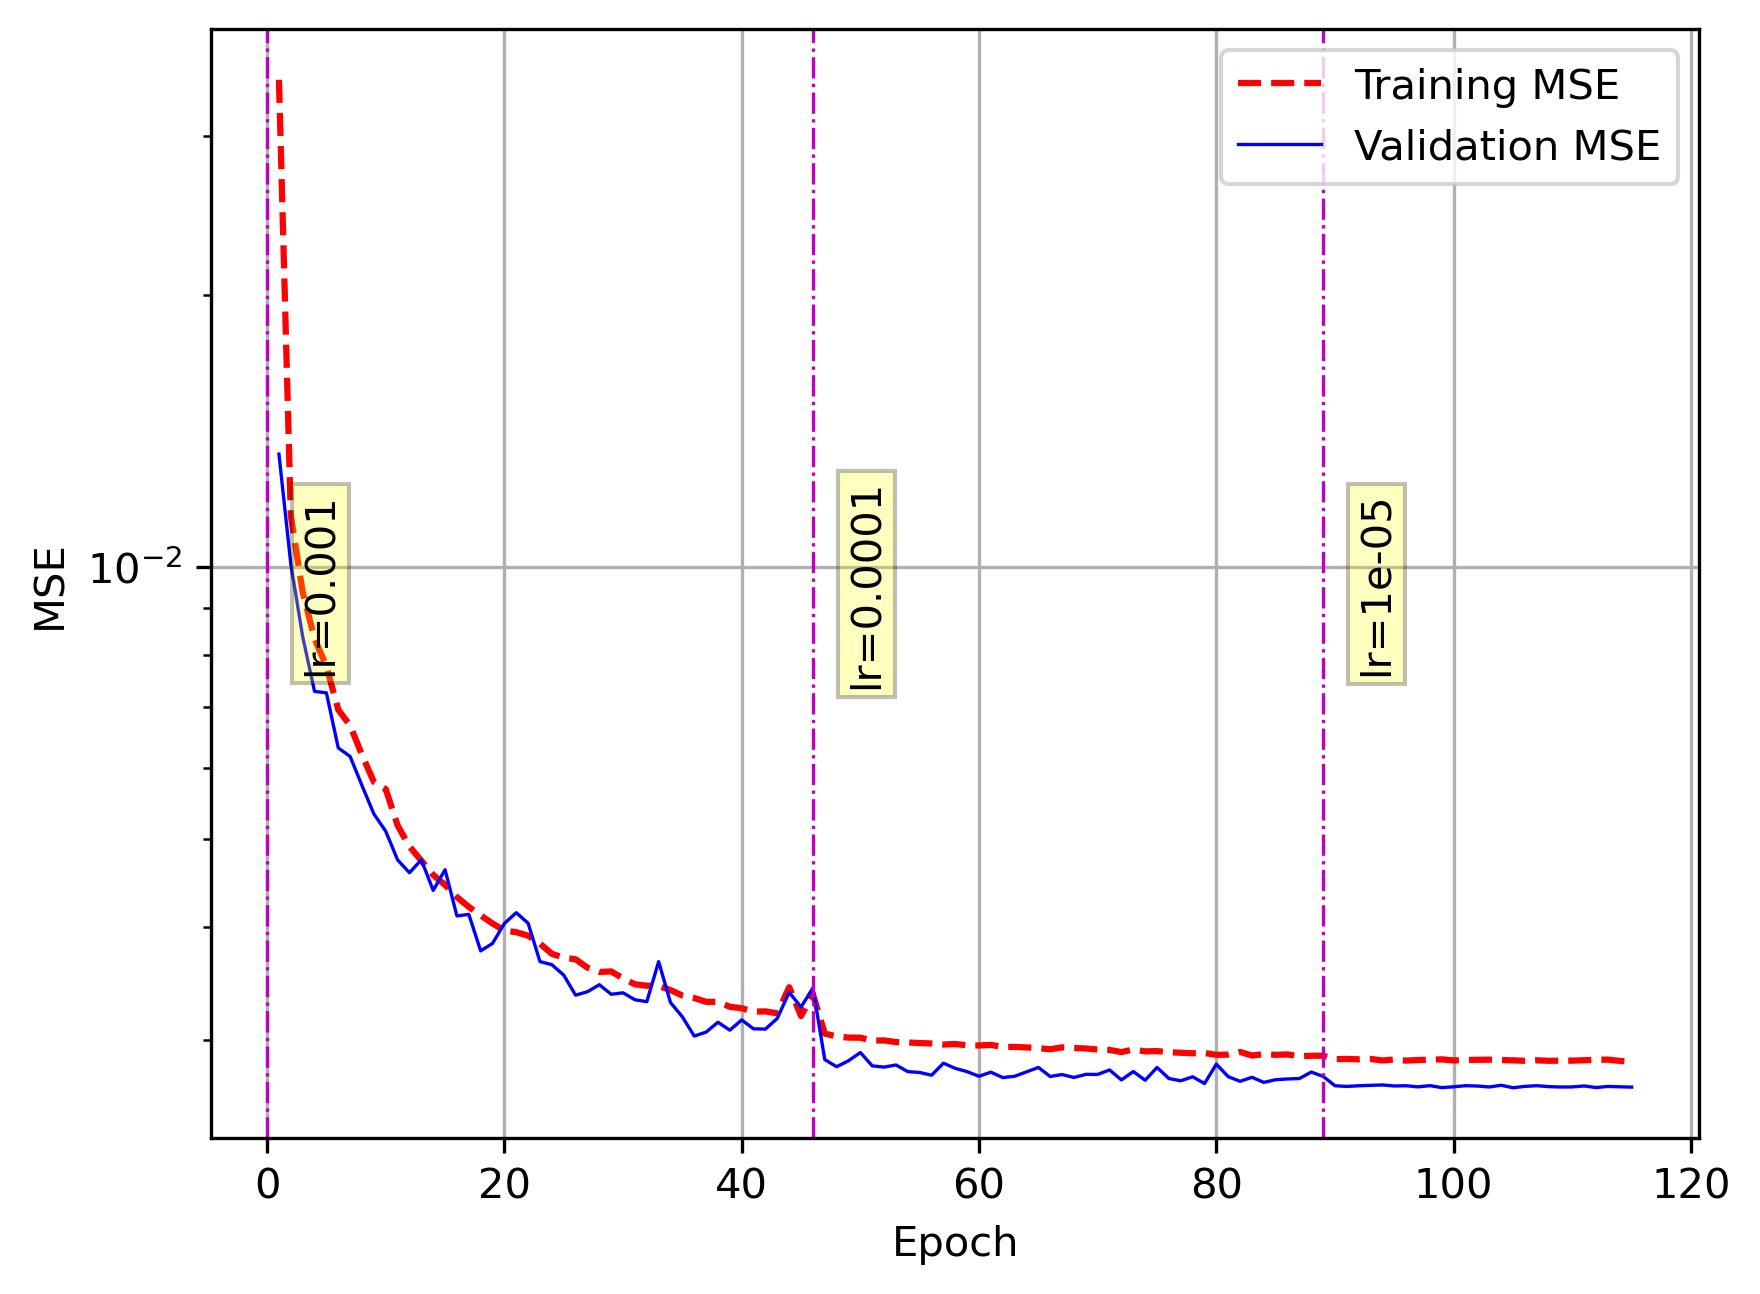 Training MSE
Validation MSE
MSE
10⁻²
lr=0.001
lr=0.0001
lr=1e-05
0 20 40 60 80 100 120
Epoch